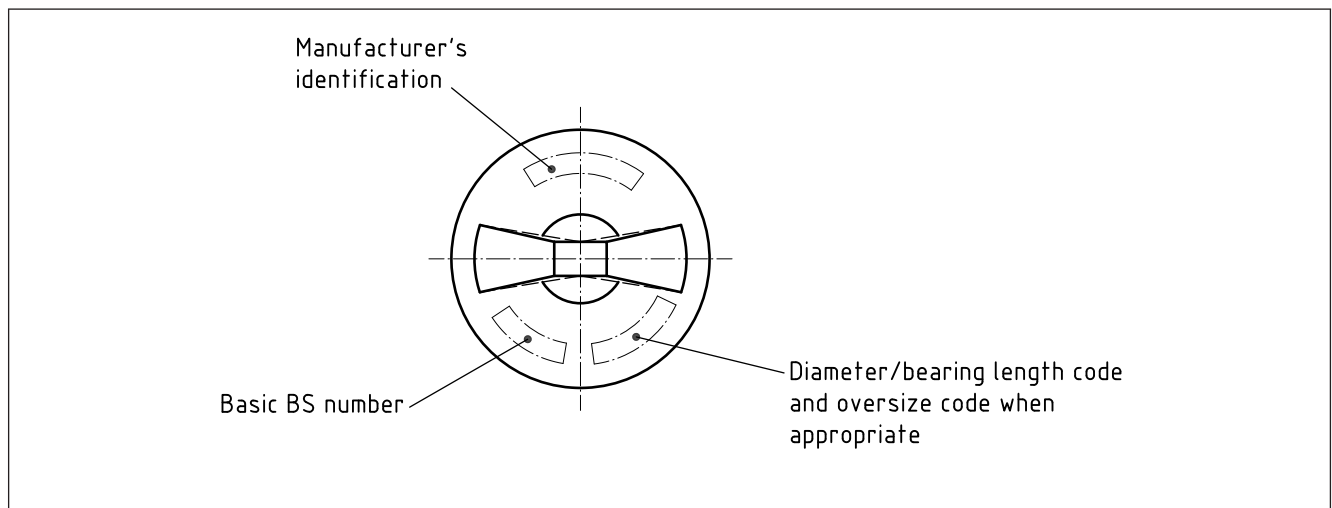 Manufacturer's
identification
Basic BS number
Diameter/bearing length code
and oversize code when
appropriate